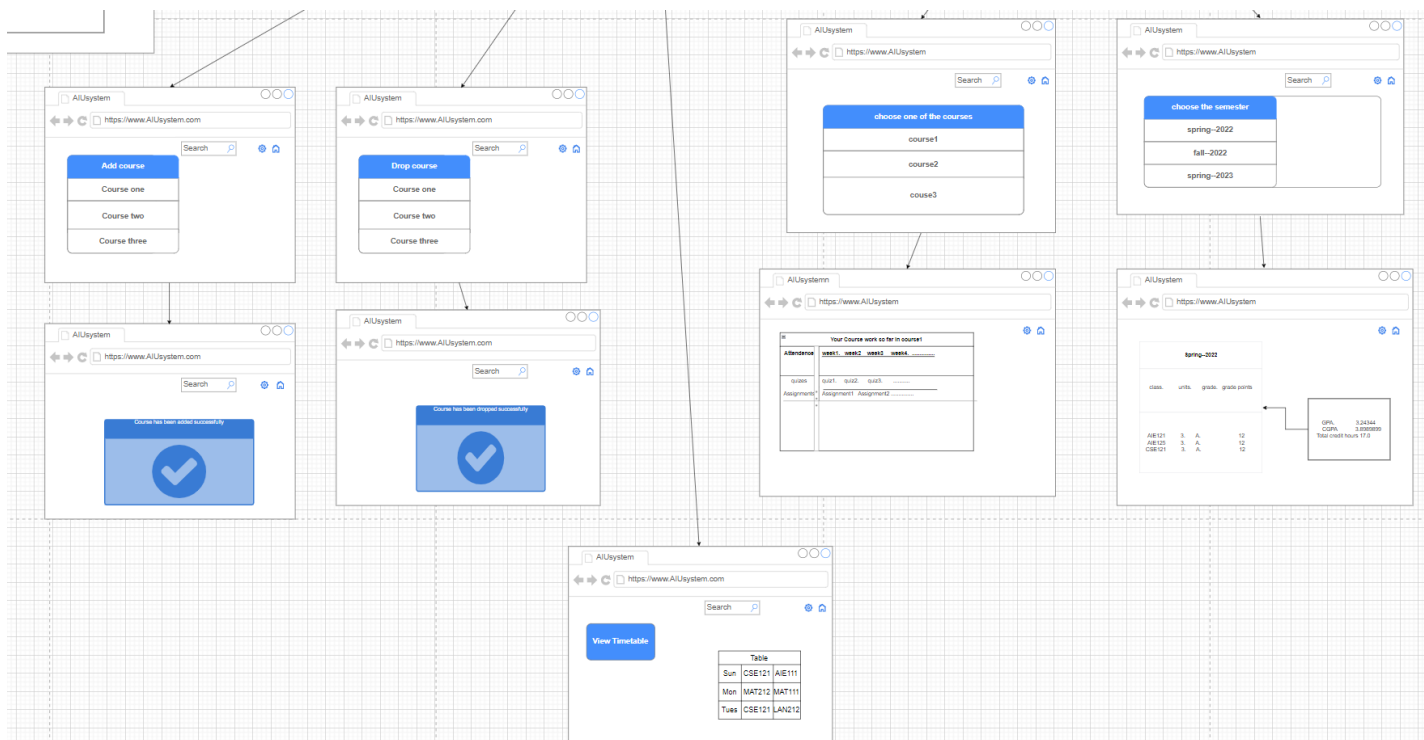 AIUsystem
https://www.AIUsystem.com
Search
Add course
Course one
Course two
Course three
AIUsystem
https://www.AIUsystem.com
Search
Drop course
Course one
Course two
Course three
AIUsystem
https://www.AIUsystem
Search
choose one of the courses
course1
course2
couse3
AIUsystem
https://www.AIUsystem
Search
choose the semester
spring--2022
fall--2022
spring--2023
AIUsystem
https://www.AIUsystem.com
Search
Course has been added successfully
AIUsystem
https://www.AIUsystem.com
Search
Course has been dropped successfully
AIUsystemn
https://www.AIUsystem
Your Course work so far in course1
Attendence week1. week2 week3 week4. ..............
quizes quiz1. quiz2. quiz3. ..........
Assignments Assignment1 Assignment2 ..............
AIUsystem
https://www.AIUsystem
Spring--2022
class. units. grade. grade points
AIE121 3. A. 12
AIE125 3. A. 12
CSE121 3. A. 12
GPA. 3.24344
CGPA
Total credit hours 17.0
AIUsystem
https://www.AIUsystem.com
Search
View Timetable
Table
Sun CSE121 AIE111
Mon MAT212 MAT111
Tues CSE121 LAN212